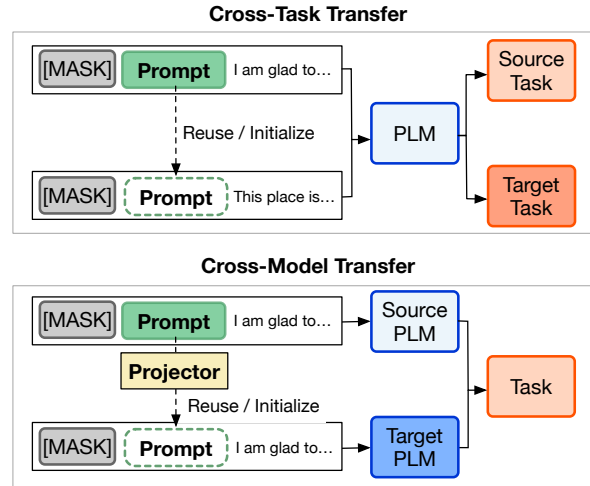 Cross-Task Transfer
[MASK] Prompt I am glad to…
Source
Task
Reuse / Initialize
PLM
[MASK] Prompt This place is…
Target
Task
Cross-Model Transfer
[MASK] Prompt I am glad to…
Source
PLM
Projector
Task
Reuse / Initialize
[MASK] Prompt I am glad to…
Target
PLM